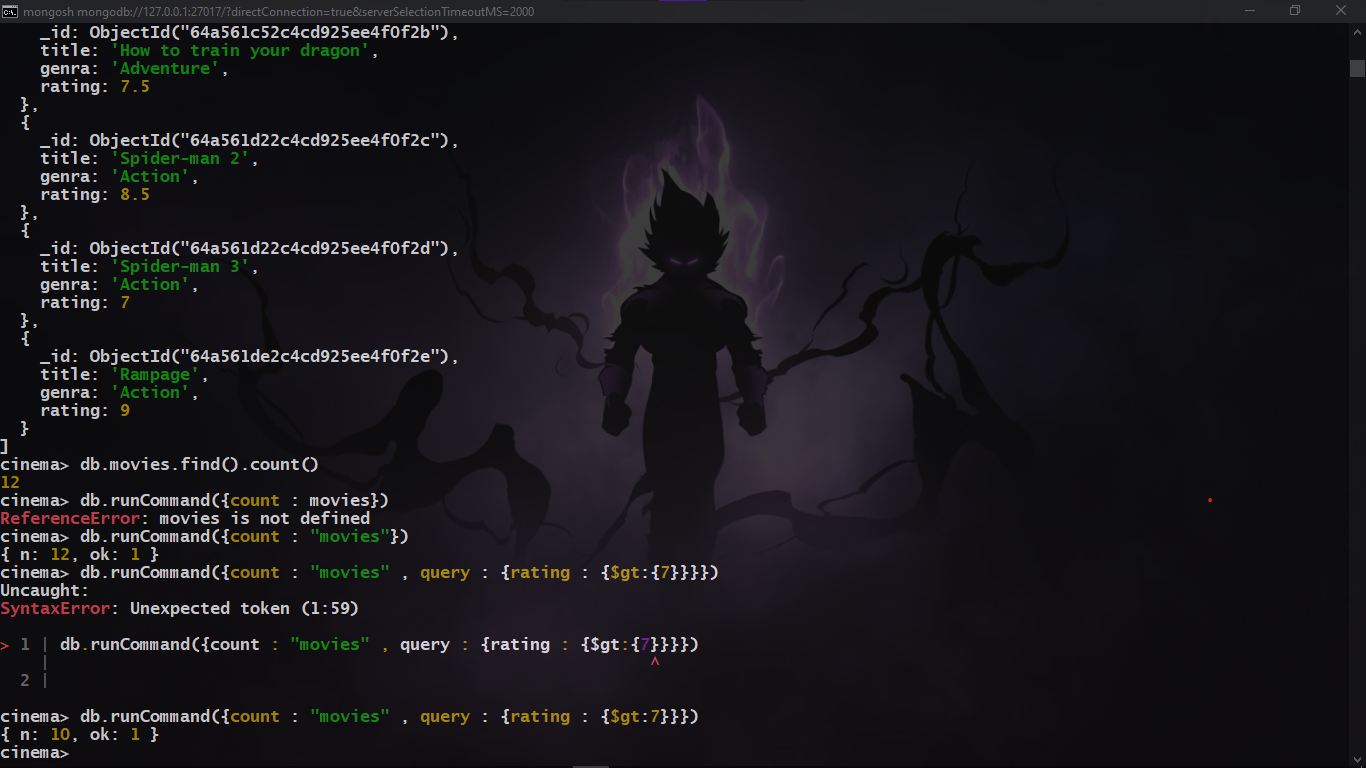 mongosh mongodb://127.0.0.1:27017/?directConnection=true&serverSelectionTimeoutMS=2000
_id: ObjectId("64a561c52c4cd925ee4f0f2b"),
title: 'How to train your dragon',
genra: 'Adventure',
rating: 7.5
},
{
_id: ObjectId("64a561d22c4cd925ee4f0f2c"),
title: 'Spider-man 2',
genra: 'Action',
rating: 8.5
},
{
_id: ObjectId("64a561d22c4cd925ee4f0f2d"),
title: 'Spider-man 3',
genra: 'Action',
rating: 7
},
{
_id: ObjectId("64a561de2c4cd925ee4f0f2e"),
title: 'Rampage',
genra: 'Action',
rating: 9
}
]
cinema> db.movies.find().count()
12
cinema> db.runCommand({count : movies})
ReferenceError: movies is not defined
cinema> db.runCommand({count : "movies"})
{ n: 12, ok: 1 }
cinema> db.runCommand({count : "movies" , query : {rating : {$gt:{7}}}})
Uncaught:
SyntaxError: Unexpected token (1:59)
> 1 | db.runCommand({count : "movies" , query : {rating : {$gt:{7}}}})
|                                                            ^
2 |
cinema> db.runCommand({count : "movies" , query : {rating : {$gt:7}}})
{ n: 10, ok: 1 }
cinema>